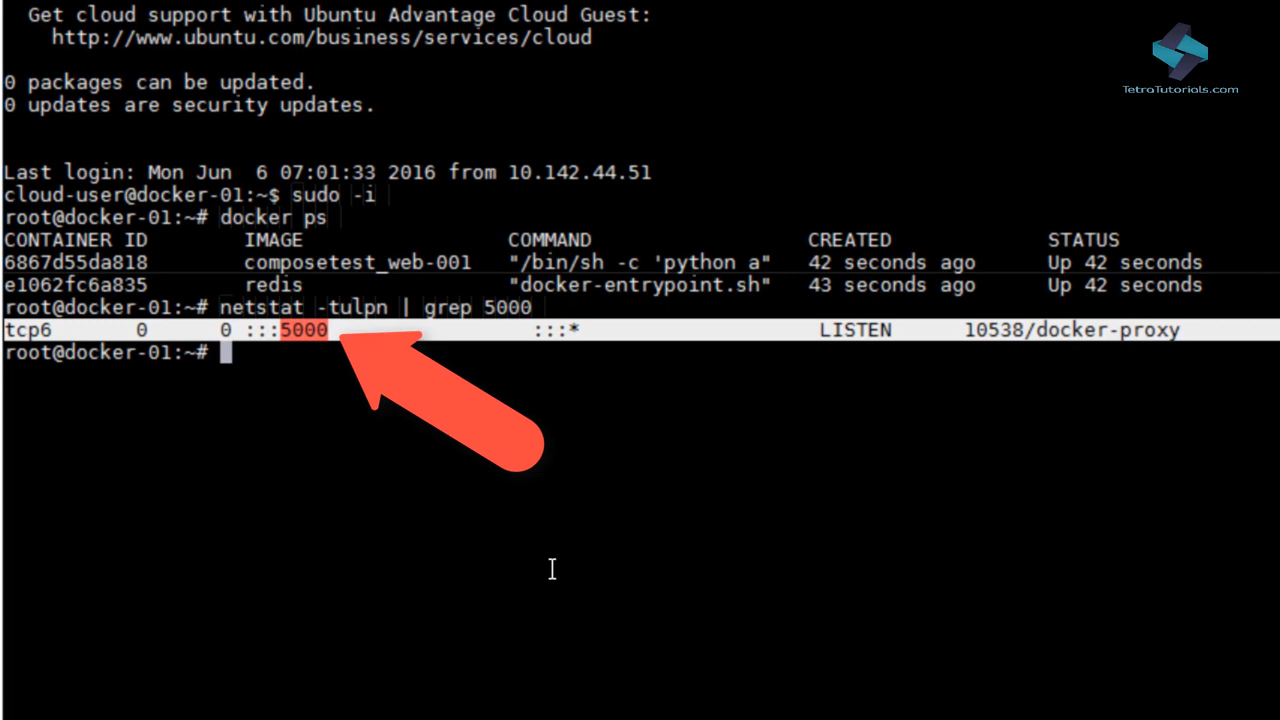 Get cloud support with Ubuntu Advantage Cloud Guest:
http://www.ubuntu.com/business/services/cloud
0 packages can be updated.
0 updates are security updates.
TetraTutorials.com
Last login: Mon Jun  6 07:01:33 2016 from 10.142.44.51
cloud-user@docker-01:~$ sudo -i
root@docker-01:~# docker ps
CONTAINER ID        IMAGE                 COMMAND                  CREATED             STATUS
6867d55da818        composetest_web-001   "/bin/sh -c 'python a"   42 seconds ago      Up 42 seconds
e1062fc6a835        redis                 "docker-entrypoint.sh"   43 seconds ago      Up 42 seconds
root@docker-01:~# netstat -tulpn | grep 5000
tcp6       0      0 :::5000                 :::*                    LISTEN      10538/docker-proxy
root@docker-01:~#